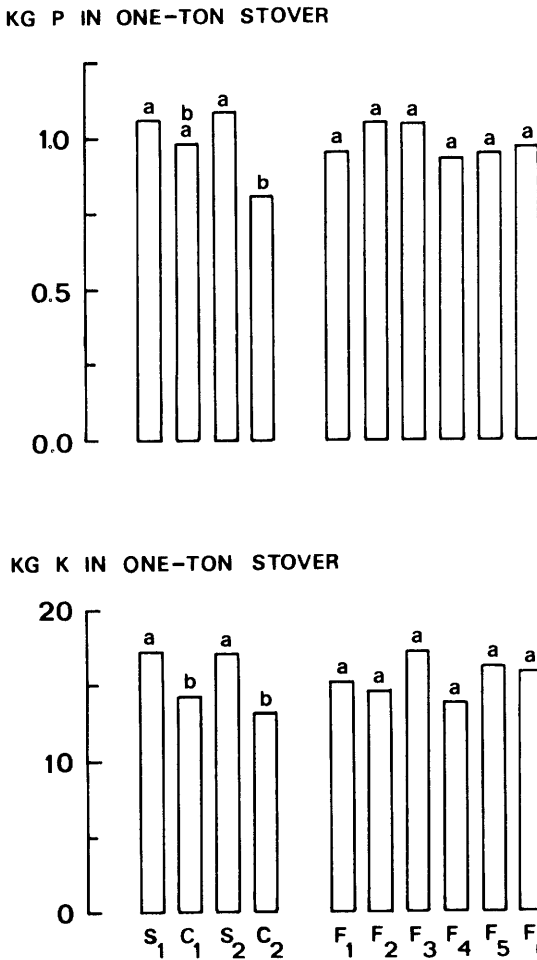 KG P IN ONE-TON STOVER
b
a a a
b
a a a a a a
1.0
0.5
0.0
KG K IN ONE-TON STOVER
20
a b a b
a a a a a a
10
0
S1 C1 S2 C2 F1 F2 F3 F4 F5 F